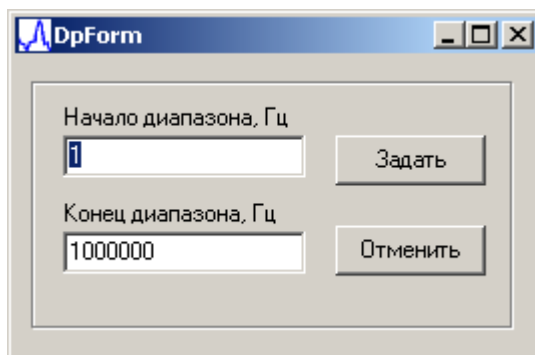 DpForm
Начало диапазона, Гц
1
Задать
Конец диапазона, Гц
1000000
Отменить